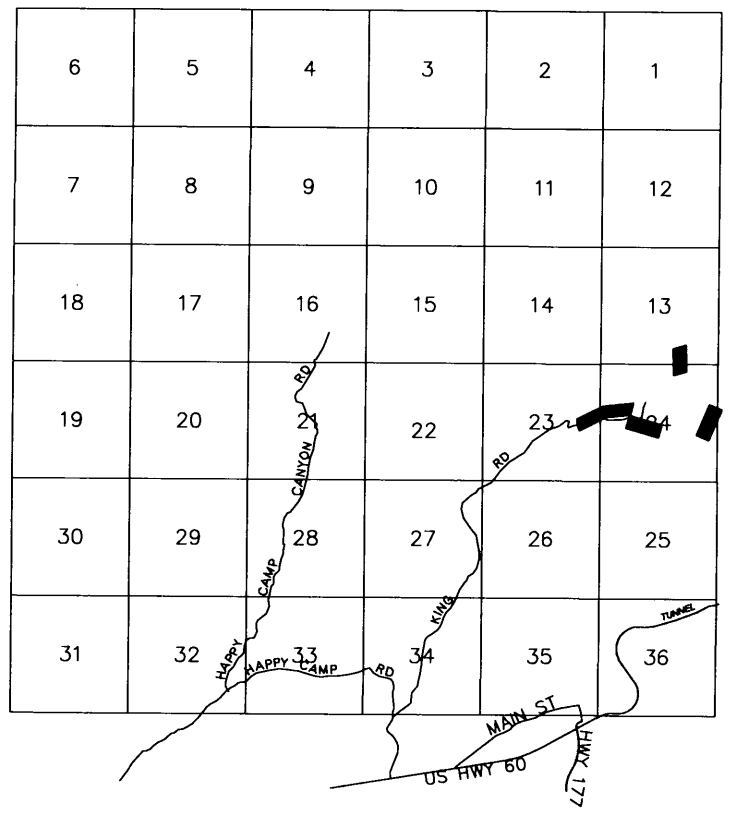 6 5 4 3 2 1
7 8 9 10 11 12
18 17 16 15 14 13
19 20 21 22 23 24
30 29 28 27 26 25
31 32 33 34 35 36
HAPPY CAMP CANYON RD
HAPPY CAMP RD
KING RD
TUNNEL
MAIN ST
US HWY 60
HWY 177